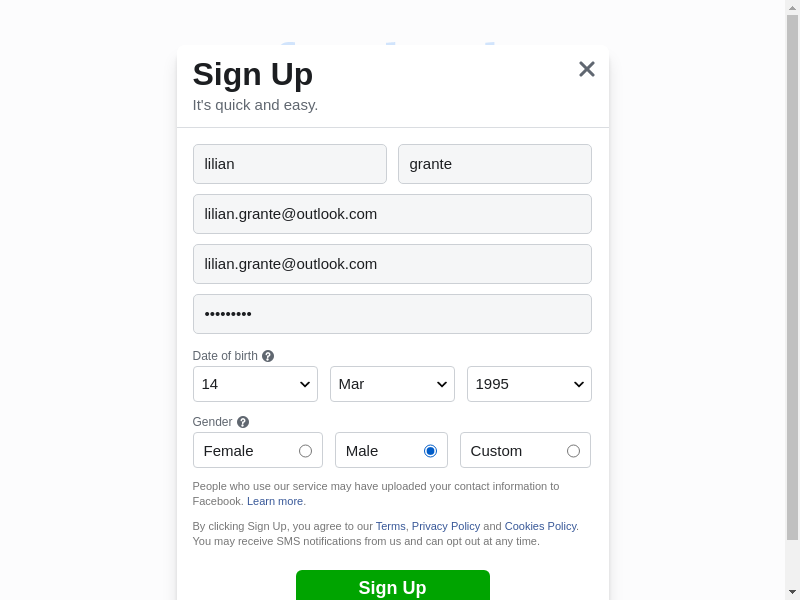 Sign Up
It's quick and easy.
lilian grante
lilian.grante@outlook.com
lilian.grante@outlook.com
•••••••••
Date of birth
14 Mar 1995
Gender
Female Male Custom
People who use our service may have uploaded your contact information to
Facebook. Learn more.
By clicking Sign Up, you agree to our Terms, Privacy Policy and Cookies Policy.
You may receive SMS notifications from us and can opt out at any time.
Sign Up